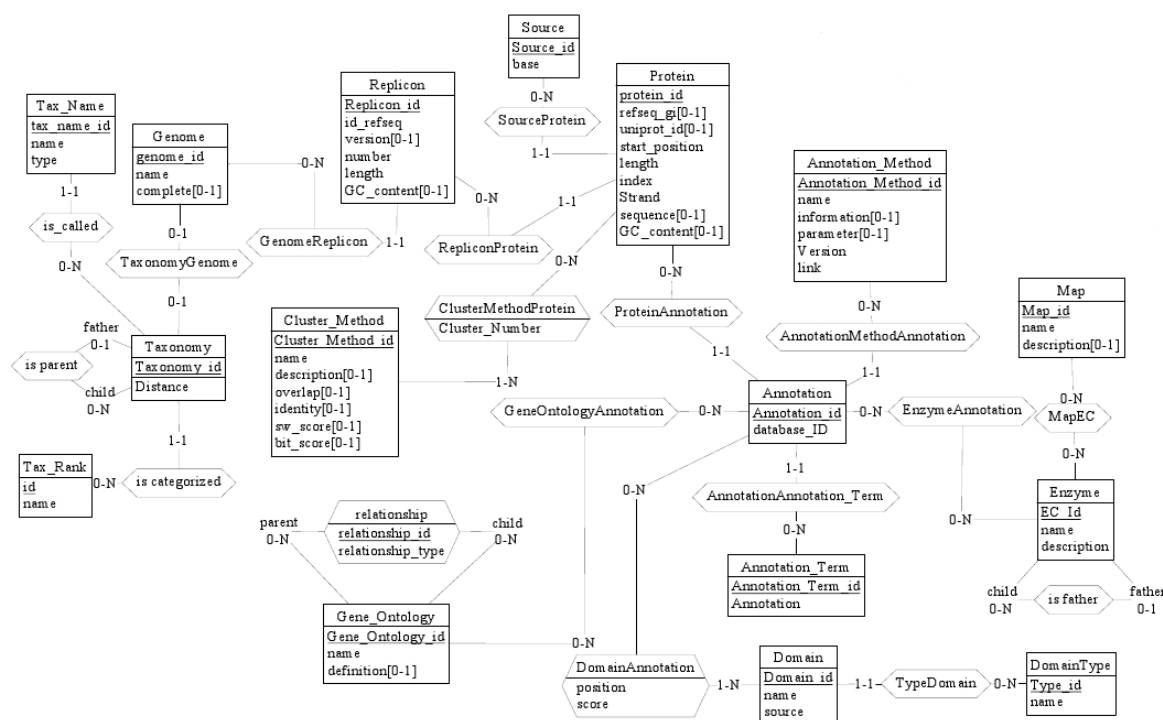 Source
Source_id
base
0-N
SourceProtein
1-1
Protein
protein_id
refseq_gi[0-1]
uniprot_id[0-1]
start_position
length
index
Strand
sequence[0-1]
GC_content[0-1]
Replicon
Replicon_id
id_refseq
version[0-1]
number
length
GC_content[0-1]
Tax_Name
tax_name_id
name
type
Genome
genome_id
name
complete[0-1]
0-N
1-1
is_called
0-N
0-1
TaxonomyGenome
0-1
GenomeReplicon
1-1
0-N
RepliconProtein
1-1
0-N
ClusterMethodProtein
Cluster_Number
1-N
0-N
ProteinAnnotation
1-1
Annotation_Method
Annotation_Method_id
name
information[0-1]
parameter[0-1]
Version
link
0-N
AnnotationMethodAnnotation
1-1
Map
Map_id
name
description[0-1]
0-N
MapEC
0-N
Cluster_Method
Cluster_Method_id
name
description[0-1]
overlap[0-1]
identity[0-1]
sw_score[0-1]
bit_score[0-1]
father
0-1
is parent
child
0-N
Taxonomy
Taxonomy_id
Distance
1-1
Tax_Rank
id
name
0-N
is categorized
GeneOntologyAnnotation
0-N
Annotation
Annotation_id
database_ID
0-N
EnzymeAnnotation
0-N
Enzyme
EC_Id
name
description
child
0-N
is father
father
0-1
1-1
AnnotationAnnotation_Term
0-N
Annotation_Term
Annotation_Term_id
Annotation
0-N
parent
0-N
relationship
relationship_id
relationship_type
child
0-N
Gene_Ontology
Gene_Ontology_id
name
definition[0-1]
0-N
DomainAnnotation
position
score
1-N
Domain
Domain_id
name
source
1-1
TypeDomain
0-N
DomainType
Type_id
name